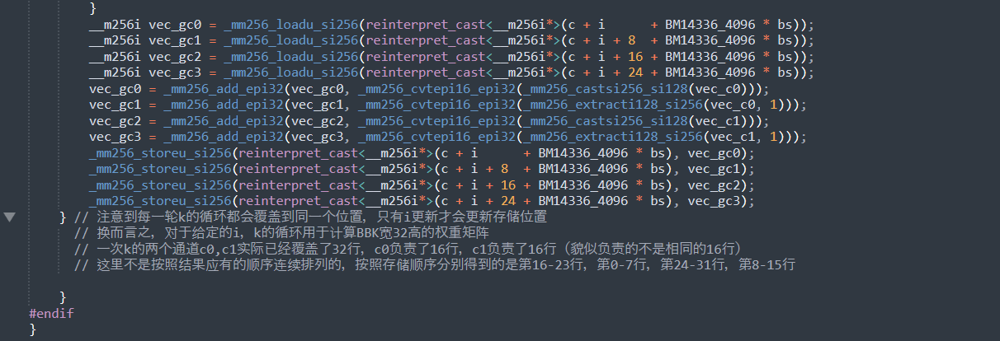 }
__m256i vec_gc0 = _mm256_loadu_si256(reinterpret_cast<__m256i*>(c + i      + BM14336_4096 * bs));
__m256i vec_gc1 = _mm256_loadu_si256(reinterpret_cast<__m256i*>(c + i + 8  + BM14336_4096 * bs));
__m256i vec_gc2 = _mm256_loadu_si256(reinterpret_cast<__m256i*>(c + i + 16 + BM14336_4096 * bs));
__m256i vec_gc3 = _mm256_loadu_si256(reinterpret_cast<__m256i*>(c + i + 24 + BM14336_4096 * bs));
vec_gc0 = _mm256_add_epi32(vec_gc0, _mm256_cvtepi16_epi32(_mm256_castsi256_si128(vec_c0)));
vec_gc1 = _mm256_add_epi32(vec_gc1, _mm256_cvtepi16_epi32(_mm256_extracti128_si256(vec_c0, 1)));
vec_gc2 = _mm256_add_epi32(vec_gc2, _mm256_cvtepi16_epi32(_mm256_castsi256_si128(vec_c1)));
vec_gc3 = _mm256_add_epi32(vec_gc3, _mm256_cvtepi16_epi32(_mm256_extracti128_si256(vec_c1, 1)));
_mm256_storeu_si256(reinterpret_cast<__m256i*>(c + i      + BM14336_4096 * bs), vec_gc0);
_mm256_storeu_si256(reinterpret_cast<__m256i*>(c + i + 8  + BM14336_4096 * bs), vec_gc1);
_mm256_storeu_si256(reinterpret_cast<__m256i*>(c + i + 16 + BM14336_4096 * bs), vec_gc2);
_mm256_storeu_si256(reinterpret_cast<__m256i*>(c + i + 24 + BM14336_4096 * bs), vec_gc3);
} // 注意到每一轮k的循环都会覆盖到同一个位置，只有i更新才会更新存储位置
// 换而言之，对于给定的i，k的循环用于计算BBK宽32高的权重矩阵
// 一次k的两个通道c0,c1实际已经覆盖了32行，c0负责了16行，c1负责了16行（貌似负责的不是相同的16行）
// 这里不是按照结果应有的顺序连续排列的，按照存储顺序分别得到的是第16-23行，第0-7行，第24-31行，第8-15行
}
#endif
}